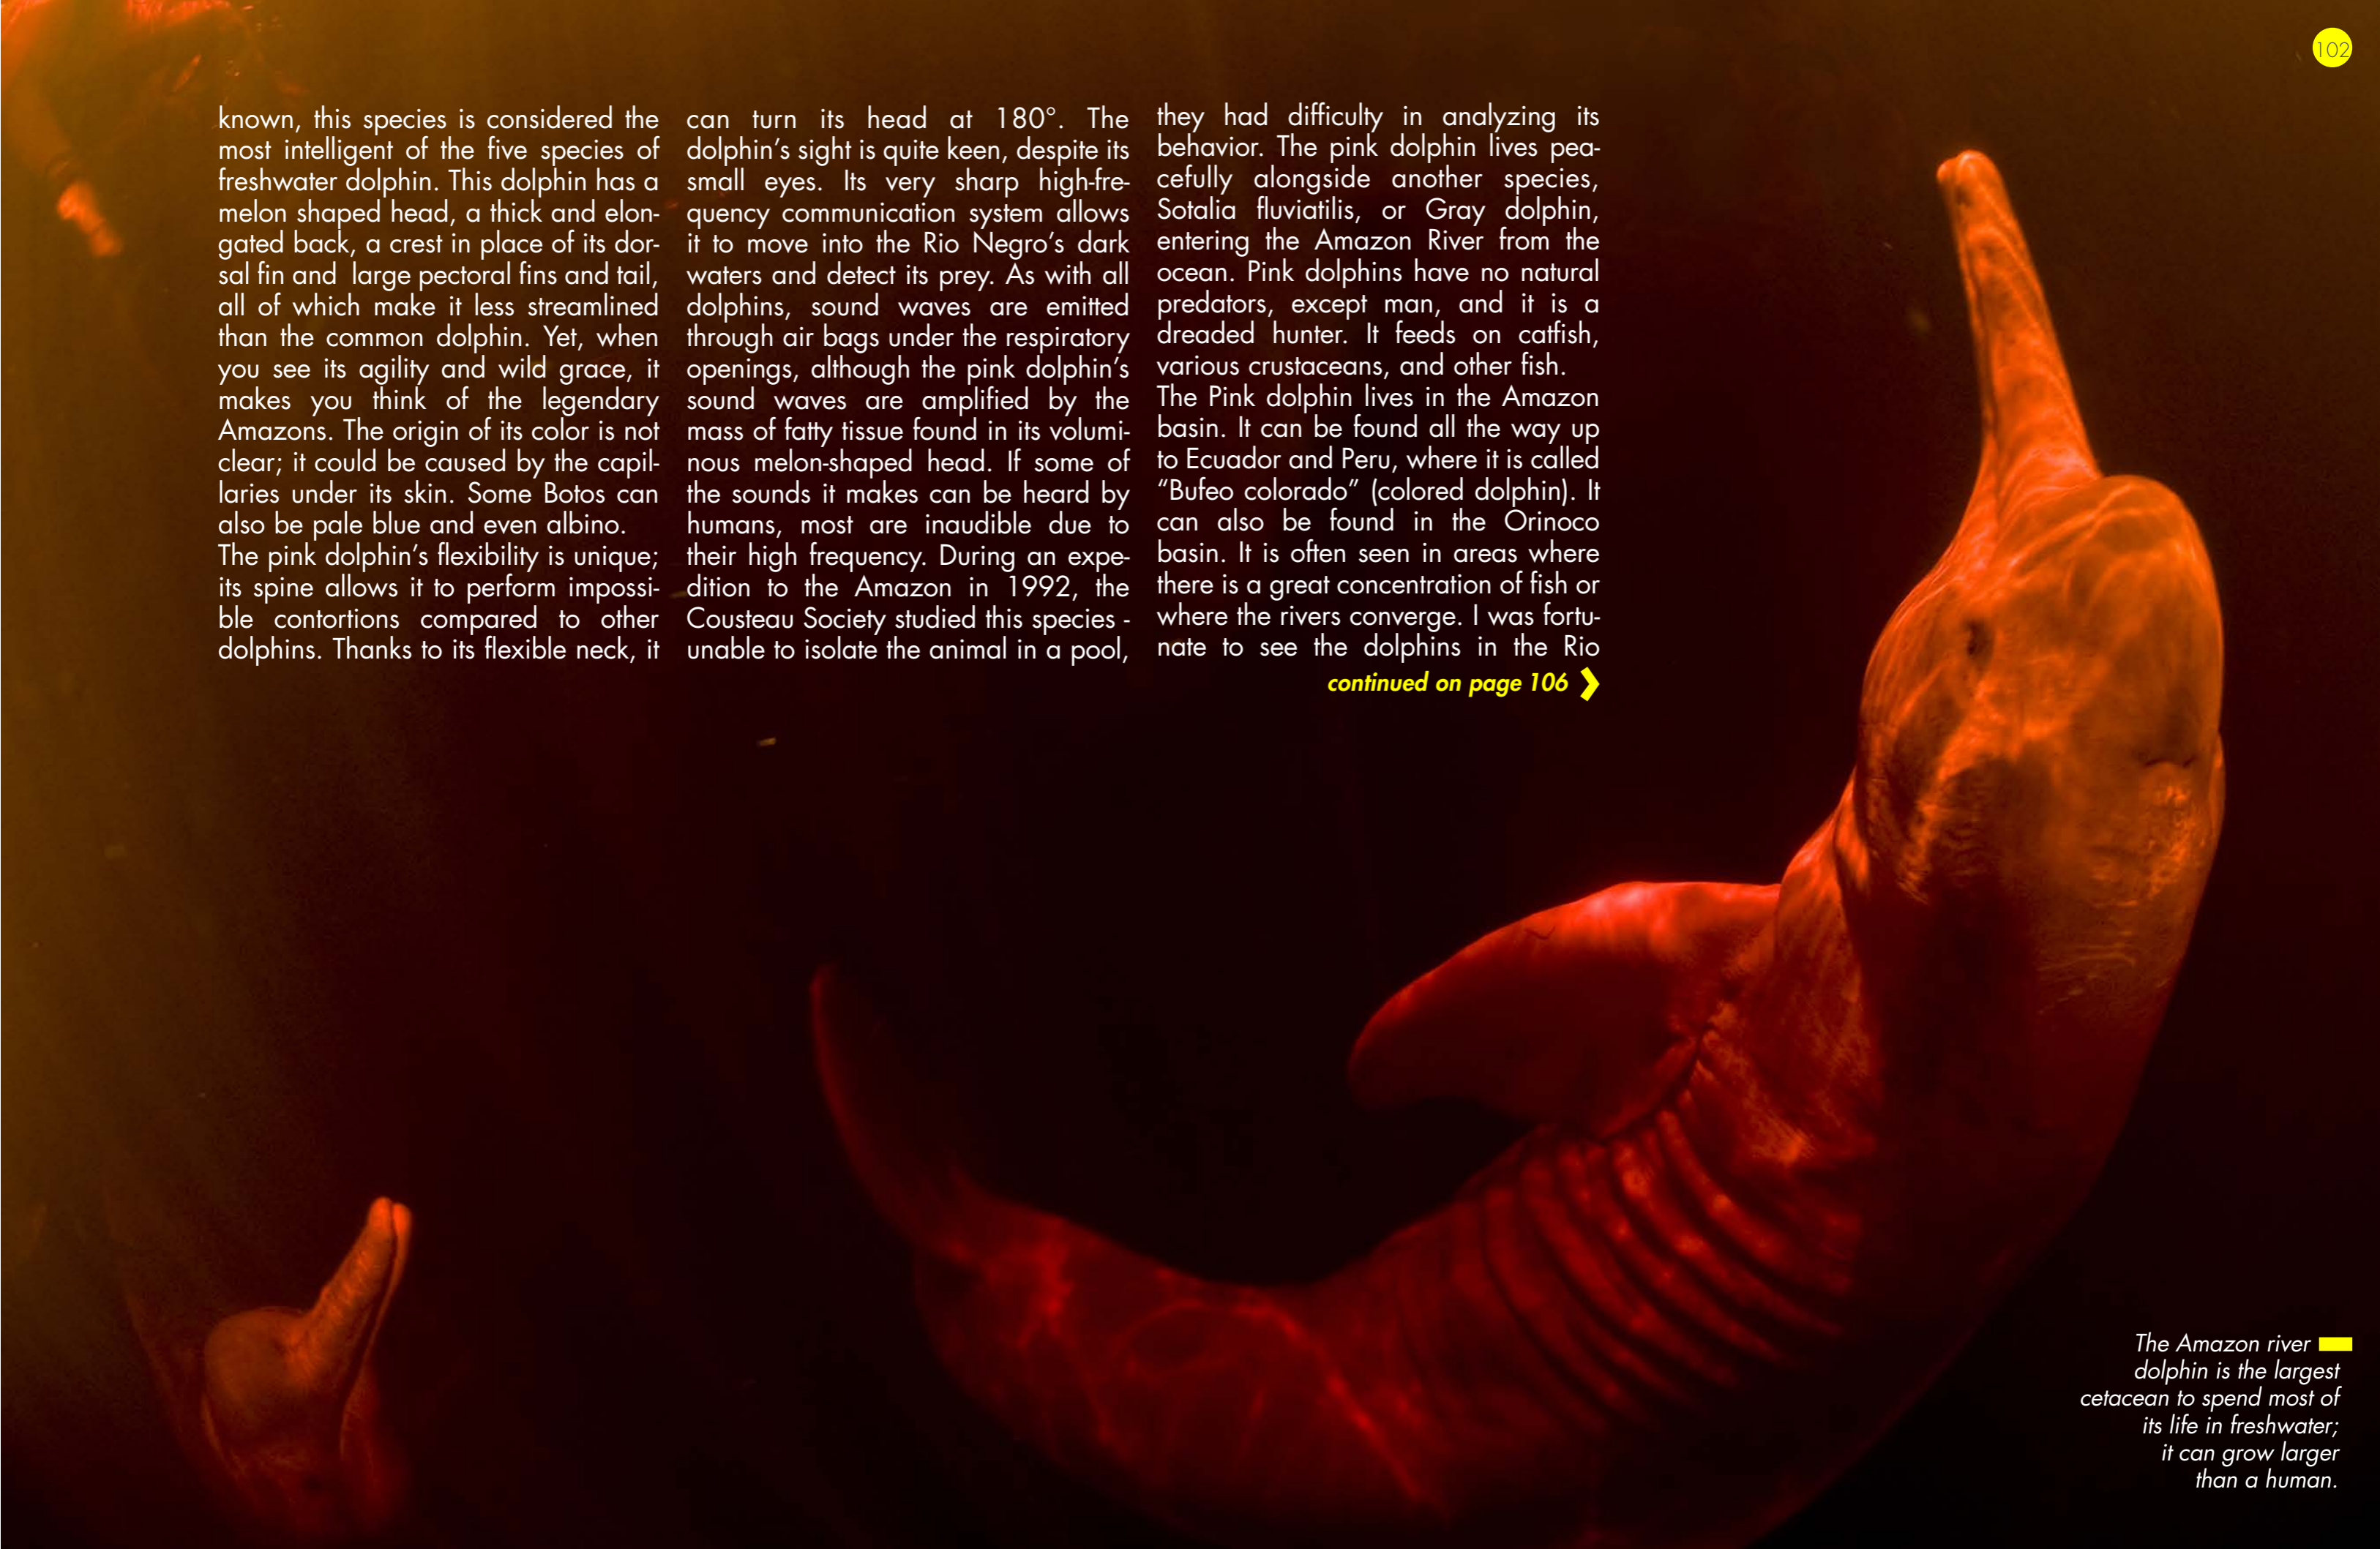 102
known, this species is considered the
most intelligent of the five species of
freshwater dolphin. This dolphin has a
melon shaped head, a thick and elon-
gated back, a crest in place of its dor-
sal fin and large pectoral fins and tail,
all of which make it less streamlined
than the common dolphin. Yet, when
you see its agility and wild grace, it
makes you think of the legendary
Amazons. The origin of its color is not
clear; it could be caused by the capil-
laries under its skin. Some Botos can
also be pale blue and even albino.
The pink dolphin's flexibility is unique;
its spine allows it to perform impossi-
ble contortions compared to other
dolphins. Thanks to its flexible neck, it
can turn its head at 180°. The
dolphin's sight is quite keen, despite its
small eyes. Its very sharp high-fre-
quency communication system allows
it to move into the Rio Negro's dark
waters and detect its prey. As with all
dolphins, sound waves are emitted
through air bags under the respiratory
openings, although the pink dolphin's
sound waves are amplified by the
mass of fatty tissue found in its volumi-
nous melon-shaped head. If some of
the sounds it makes can be heard by
humans, most are inaudible due to
their high frequency. During an expe-
dition to the Amazon in 1992, the
Cousteau Society studied this species -
unable to isolate the animal in a pool,
they had difficulty in analyzing its
behavior. The pink dolphin lives pea-
cefully alongside another species,
Sotalia fluviatilis, or Gray dolphin,
entering the Amazon River from the
ocean. Pink dolphins have no natural
predators, except man, and it is a
dreaded hunter. It feeds on catfish,
various crustaceans, and other fish.
The Pink dolphin lives in the Amazon
basin. It can be found all the way up
to Ecuador and Peru, where it is called
"Bufeo colorado" (colored dolphin). It
can also be found in the Orinoco
basin. It is often seen in areas where
there is a great concentration of fish or
where the rivers converge. I was fortu-
nate to see the dolphins in the Rio
continued on page 106
The Amazon river
dolphin is the largest
cetacean to spend most of
its life in freshwater;
it can grow larger
than a human.